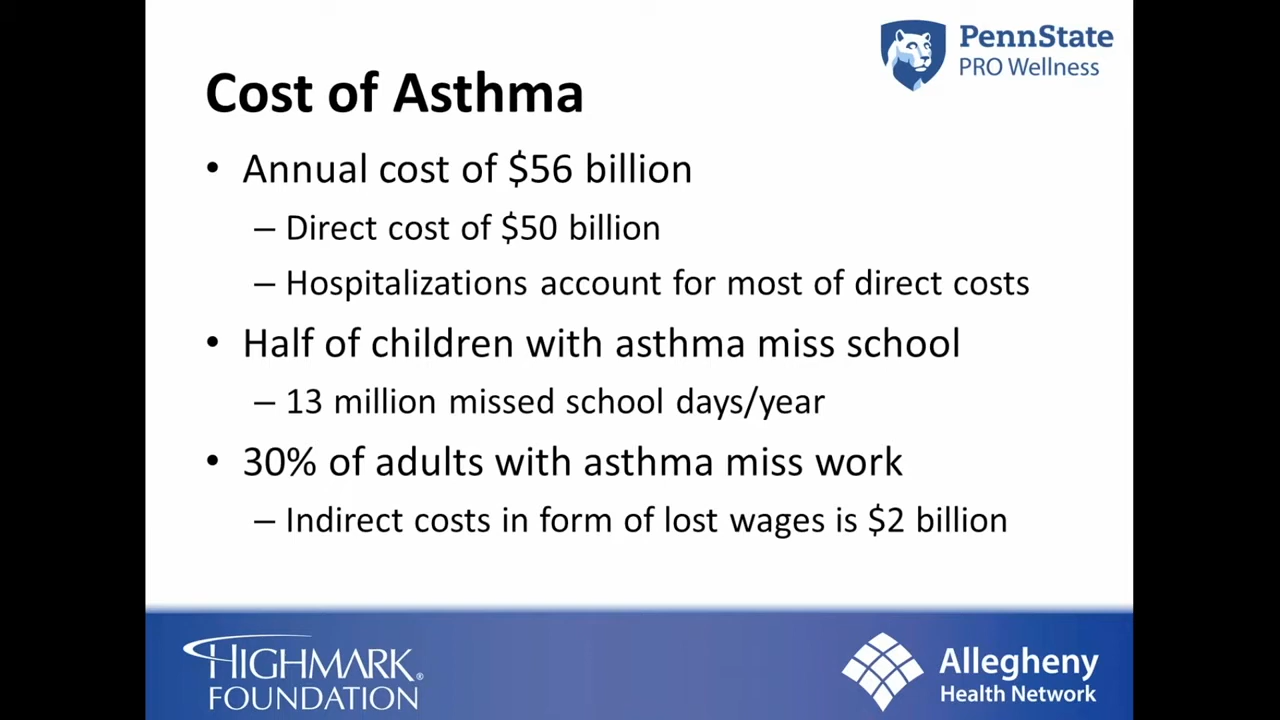 PennState
PRO Wellness
Cost of Asthma
• Annual cost of $56 billion
– Direct cost of $50 billion
– Hospitalizations account for most of direct costs
• Half of children with asthma miss school
– 13 million missed school days/year
• 30% of adults with asthma miss work
– Indirect costs in form of lost wages is $2 billion
HIGHMARK®
FOUNDATION
Allegheny
Health Network